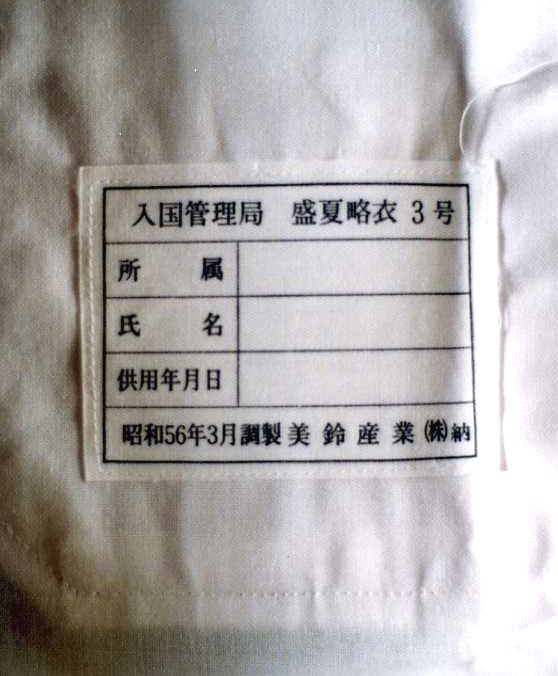 入国管理局　盛夏略衣 3号
所属
氏名
供用年月日
昭和56年3月調製美鈴産業㈱納